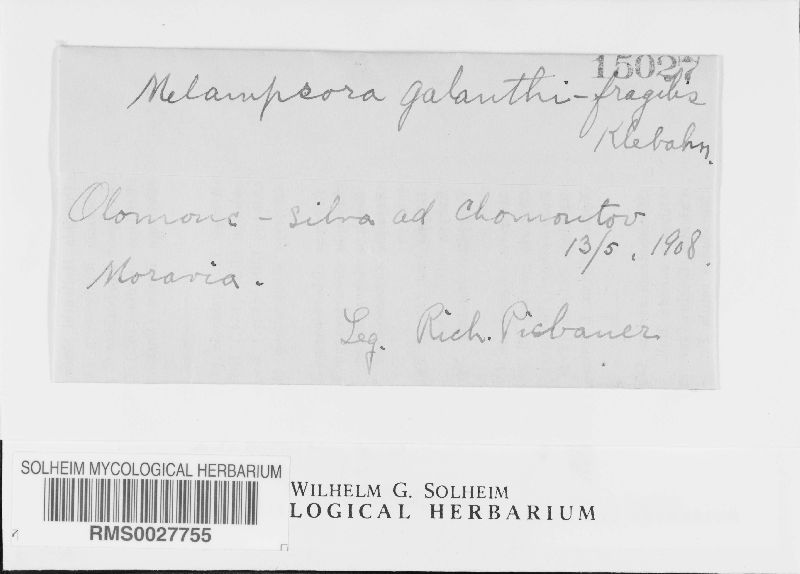 15027
Melampsora galanthi-fragilis
Klebahn.
Olomouc - silva ad Chomoutov
13/5. 1908.
Moravia.
Leg. Rich. Picbauer
SOLHEIM MYCOLOGICAL HERBARIUM
RMS0027755
WILHELM G. SOLHEIM
LOGICAL HERBARIUM